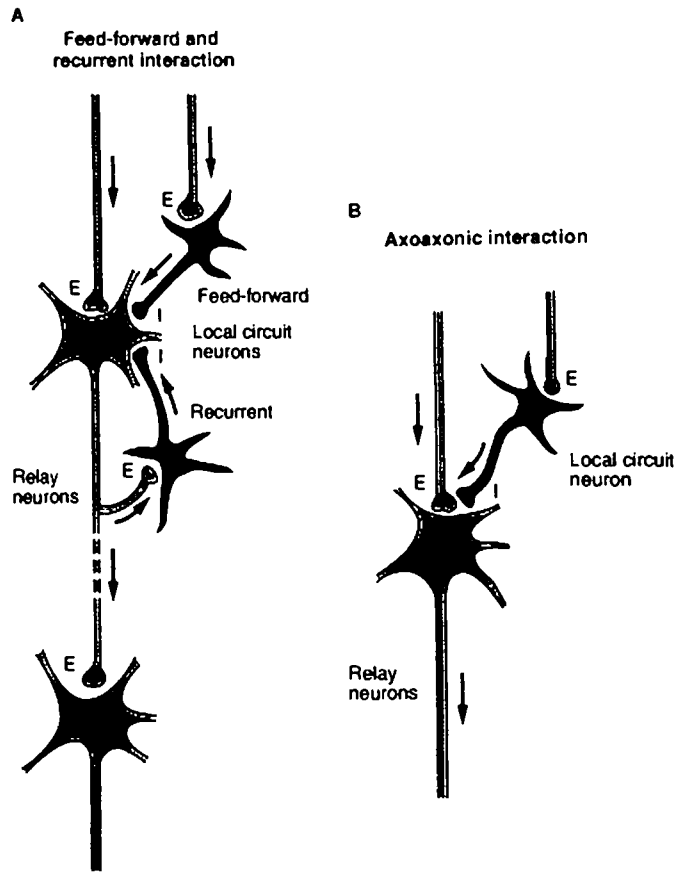 A
Feed-forward and
recurrent interaction
E
E
Feed-forward
I
Local circuit
neurons
I
Recurrent
E
Relay
neurons
E
B
Axoaxonic interaction
E
Local circuit
neuron
E
I
Relay
neurons